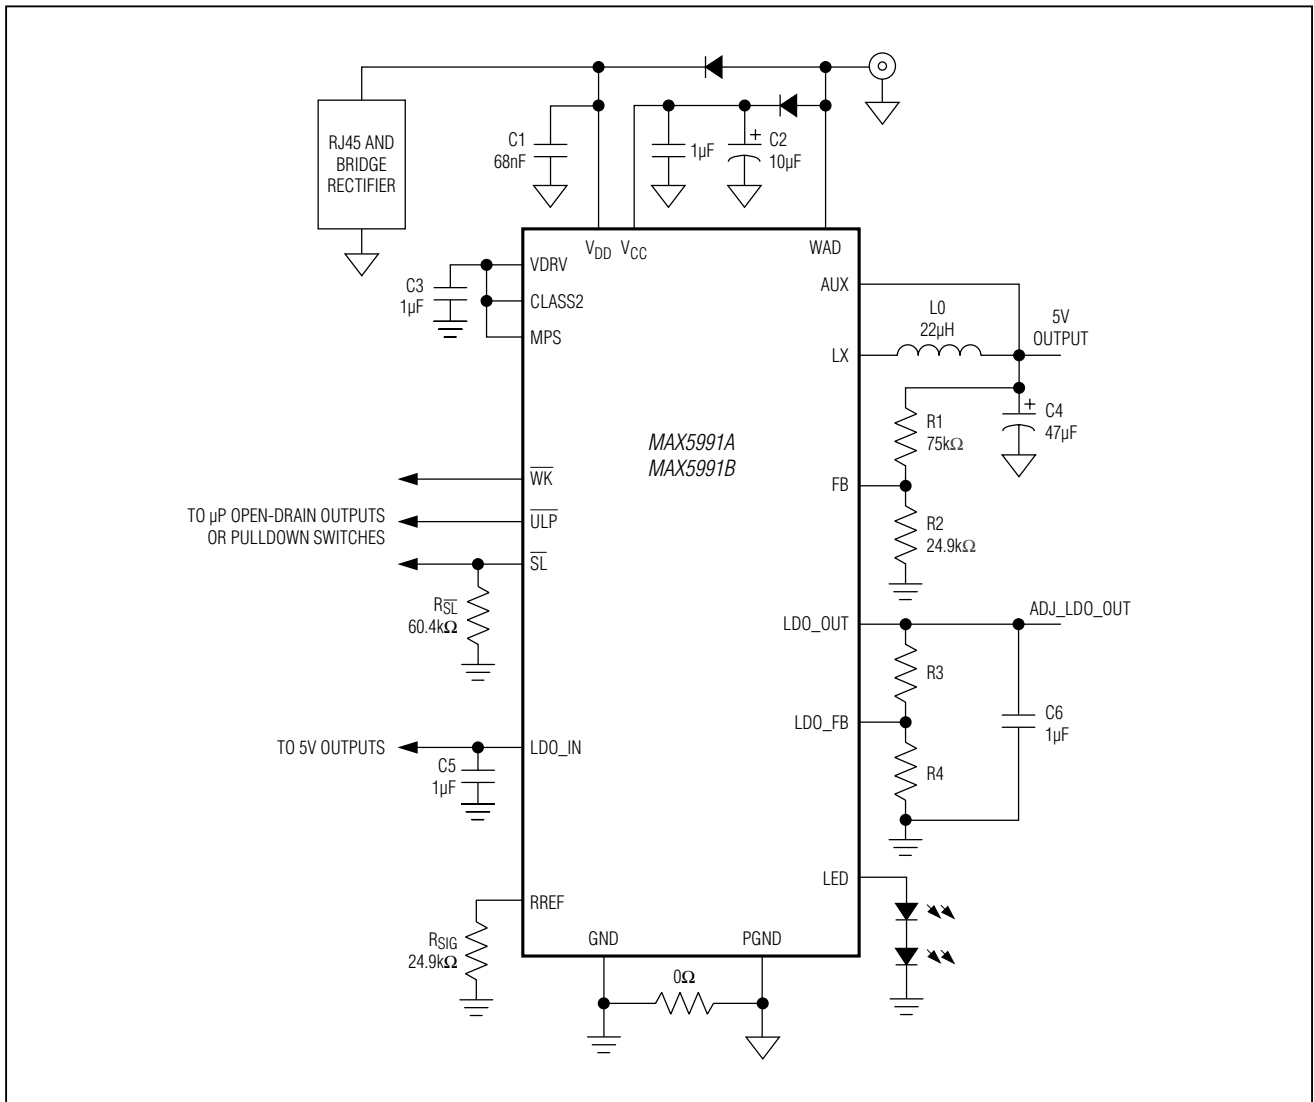 RJ45 AND
BRIDGE
RECTIFIER
C1
68nF
1µF
+
C2
10µF
VDD
VCC
WAD
VDRV
C3
1µF
CLASS2
MPS
AUX
L0
22µH
5V
OUTPUT
LX
MAX5991A
MAX5991B
R1
75kΩ
+
C4
47µF
FB
WK
TO µP OPEN-DRAIN OUTPUTS
OR PULLDOWN SWITCHES
ULP
SL
R2
24.9kΩ
RSL
60.4kΩ
LDO_OUT
ADJ_LDO_OUT
R3
LDO_FB
C6
1µF
TO 5V OUTPUTS
LDO_IN
C5
1µF
R4
LED
RREF
RSIG
24.9kΩ
GND
PGND
0Ω